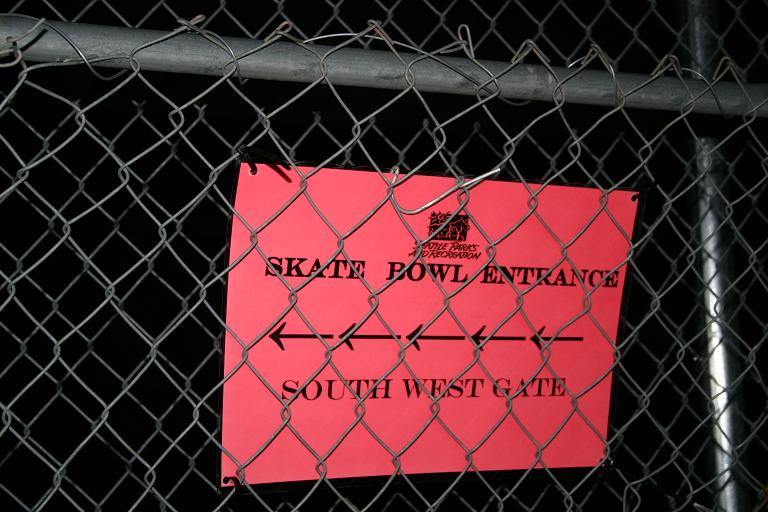 SEATTLE PARKS
AND RECREATION
SKATE BOWL ENTRANCE
SOUTH WEST GATE